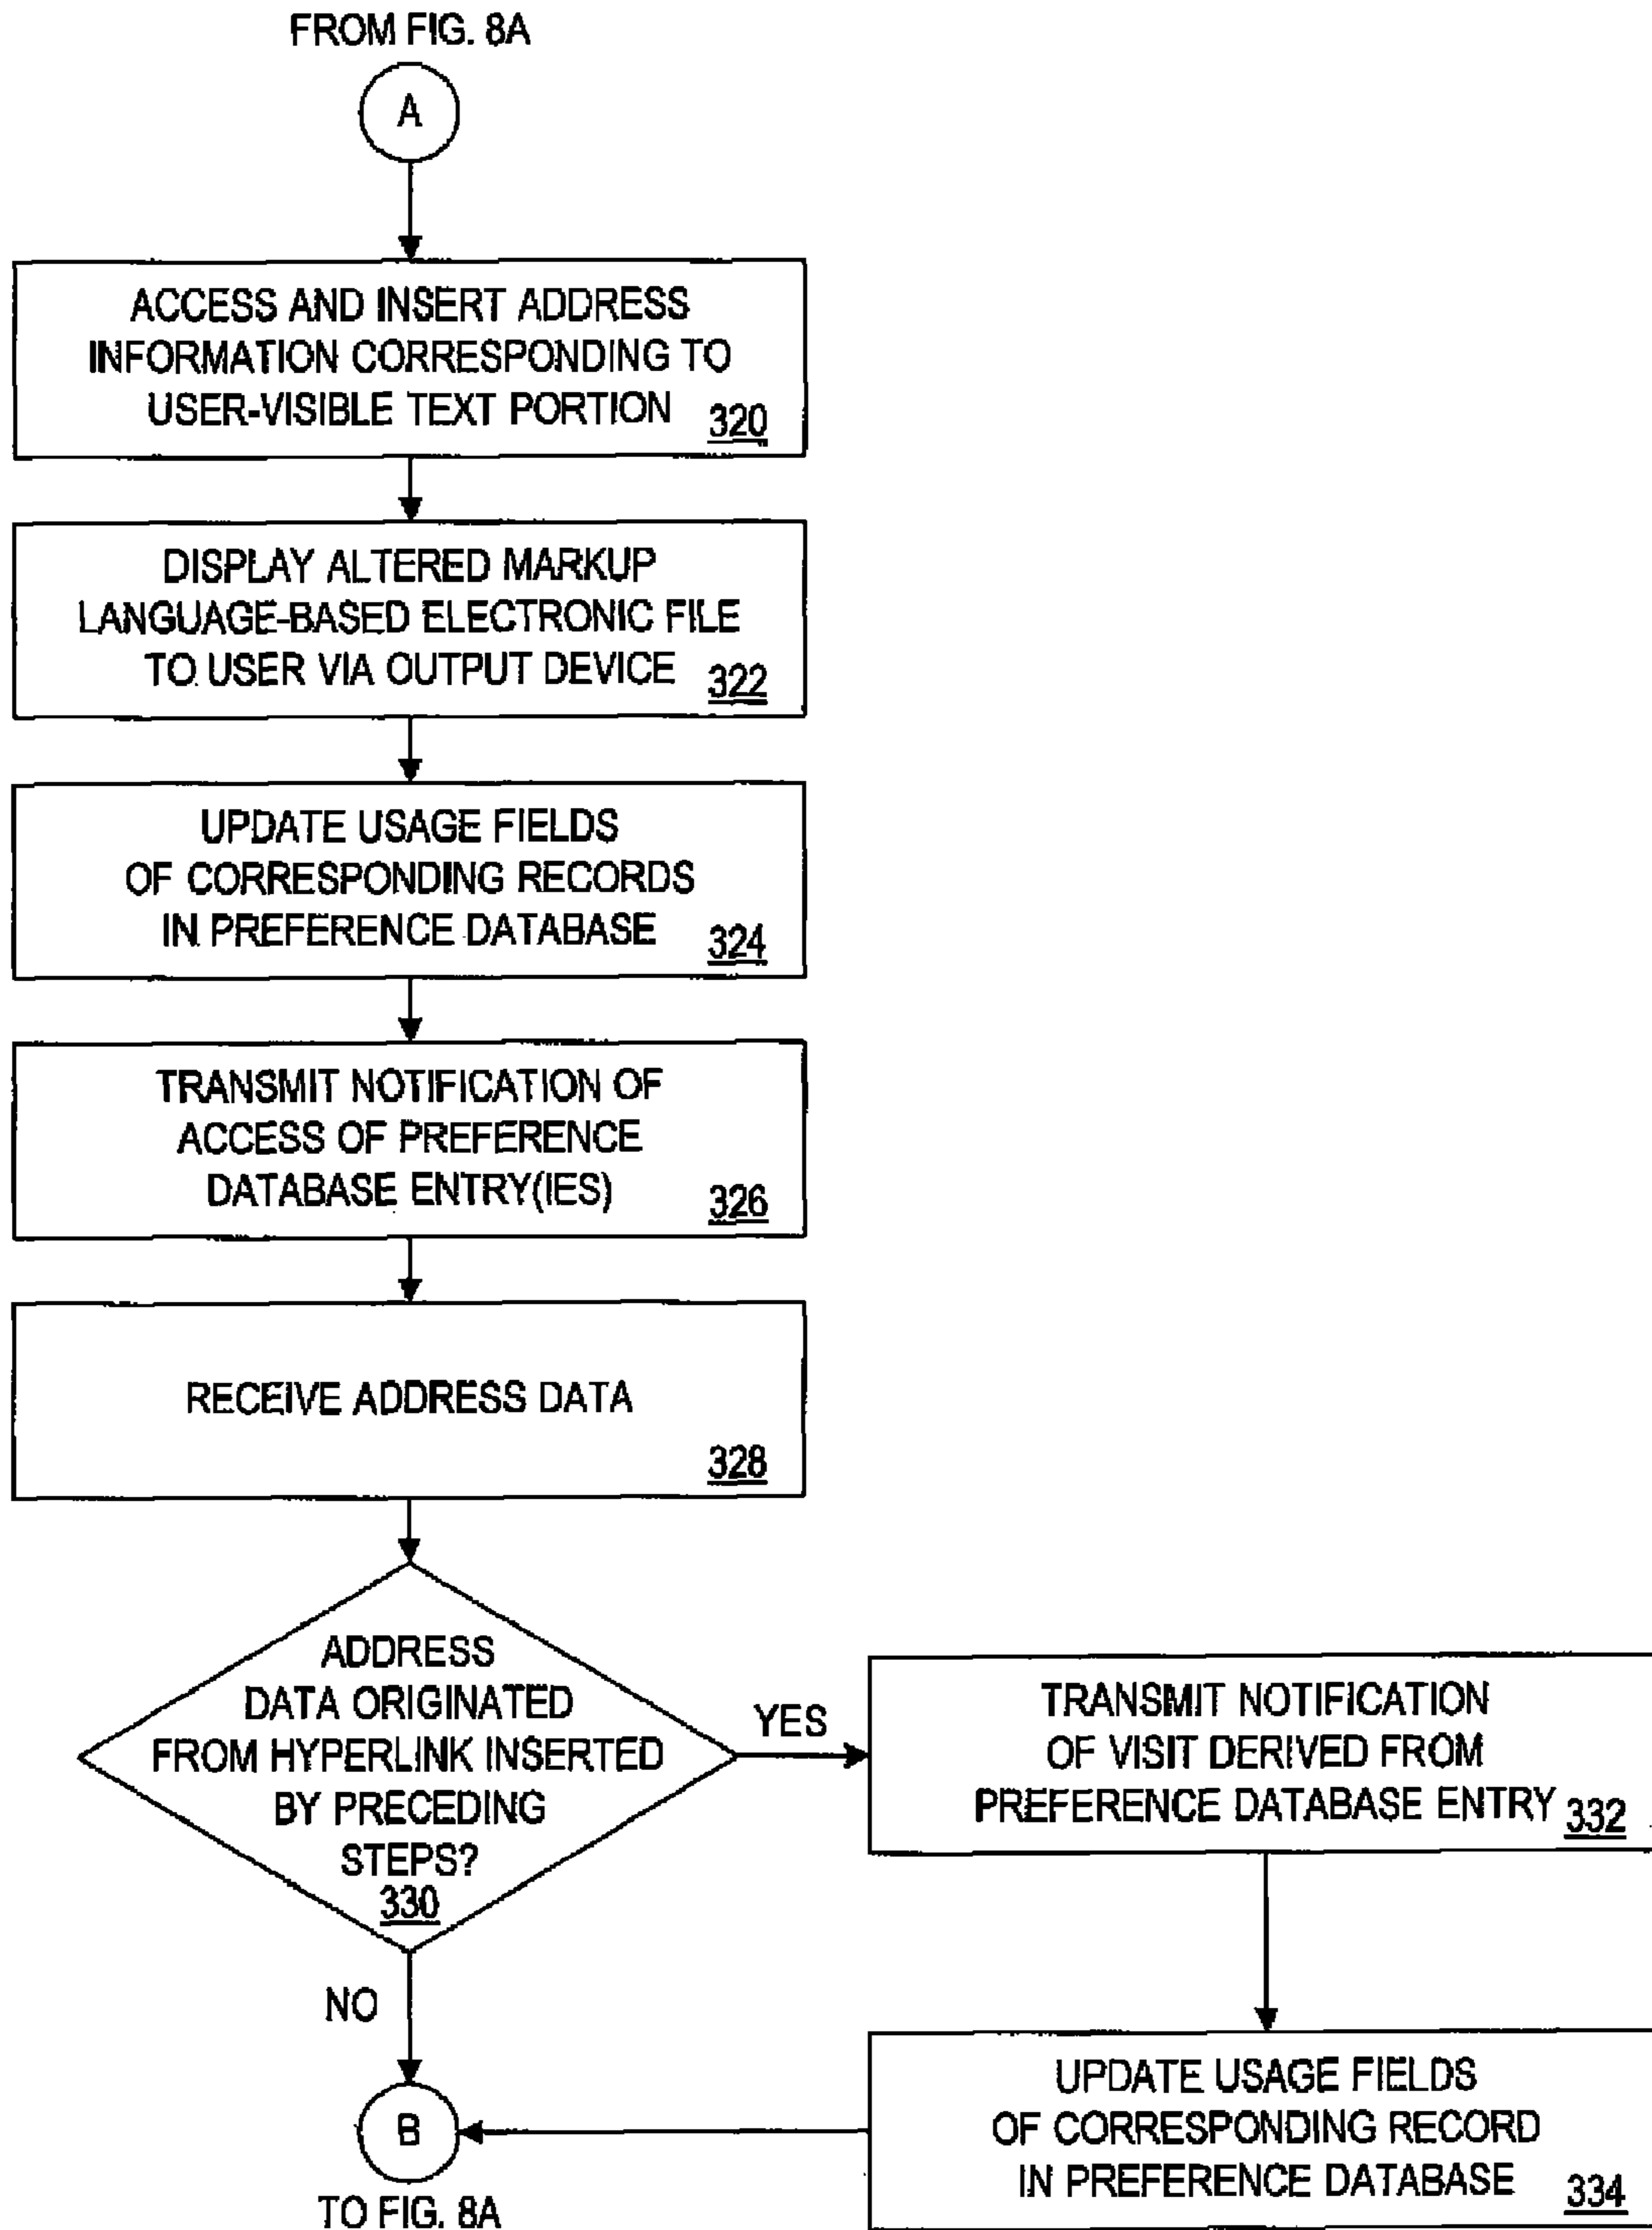 FROM FIG. 8A
A
ACCESS AND INSERT ADDRESS
INFORMATION CORRESPONDING TO
USER-VISIBLE TEXT PORTION 320
DISPLAY ALTERED MARKUP
LANGUAGE-BASED ELECTRONIC FILE
TO USER VIA OUTPUT DEVICE 322
UPDATE USAGE FIELDS
OF CORRESPONDING RECORDS
IN PREFERENCE DATABASE 324
TRANSMIT NOTIFICATION OF
ACCESS OF PREFERENCE
DATABASE ENTRY(IES) 326
RECEIVE ADDRESS DATA
328
ADDRESS
DATA ORIGINATED
FROM HYPERLINK INSERTED
BY PRECEDING
STEPS?
330
YES
TRANSMIT NOTIFICATION
OF VISIT DERIVED FROM
PREFERENCE DATABASE ENTRY 332
NO
UPDATE USAGE FIELDS
OF CORRESPONDING RECORD
IN PREFERENCE DATABASE 334
B
TO FIG. 8A